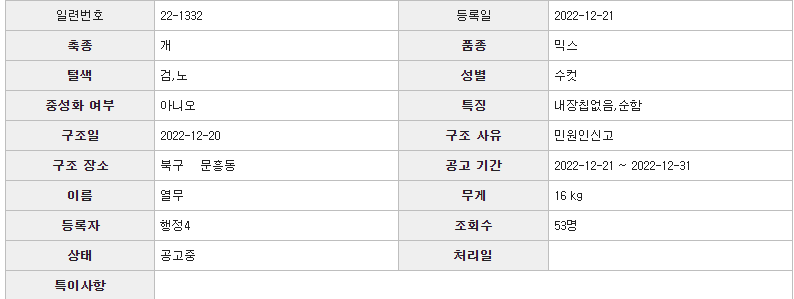 일련번호 22-1332 등록일 2022-12-21
축종 개 품종 믹스
털색 검,노 성별 수컷
중성화 여부 아니오 특징 내장칩없음,순함
구조일 2022-12-20 구조 사유 민원인신고
구조 장소 북구 문흥동 공고 기간 2022-12-21 ~ 2022-12-31
이름 열무 무게 16 kg
등록자 행정4 조회수 53명
상태 공고중 처리일
특이사항